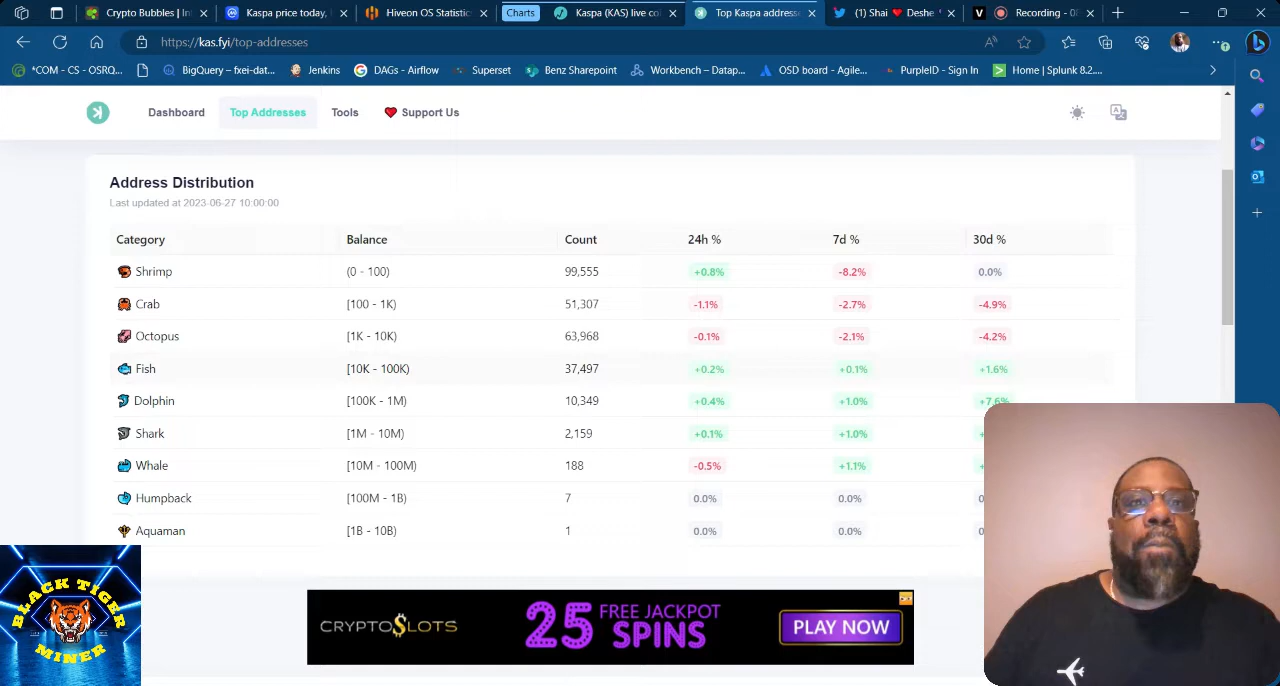 Crypto Bubbles | Int
Kaspa price today, l
Hiveon OS Statistic
Charts
Kaspa (KAS) live co
Top Kaspa address
(1) Shai ❤ Deshe
V
Recording - 0
https://kas.fyi/top-addresses
*COM - CS - OSRQ...
BigQuery – fxei-dat...
Jenkins
DAGs - Airflow
Superset
Benz Sharepoint
Workbench – Datap...
OSD board - Agile...
PurpleID - Sign In
Home | Splunk 8.2....
Dashboard
Top Addresses
Tools
Support Us
Address Distribution
Last updated at 2023-06-27 10:00:00
Category Balance Count 24h % 7d % 30d %
Shrimp (0 - 100) 99,555 +0.8% -8.2% 0.0%
Crab [100 - 1K) 51,307 -1.1% -2.7% -4.9%
Octopus [1K - 10K) 63,968 -0.1% -2.1% -4.2%
Fish [10K - 100K) 37,497 +0.2% +0.1% +1.6%
Dolphin [100K - 1M) 10,349 +0.4% +1.0% +7.6%
Shark [1M - 10M) 2,159 +0.1% +1.0% +
Whale [10M - 100M) 188 -0.5% +1.1% +
Humpback [100M - 1B) 7 0.0% 0.0% 0
Aquaman [1B - 10B) 1 0.0% 0.0% 0
BLACK TIGER
MINER
CRYPTO$LOTS
25 FREE JACKPOT
SPINS
PLAY NOW